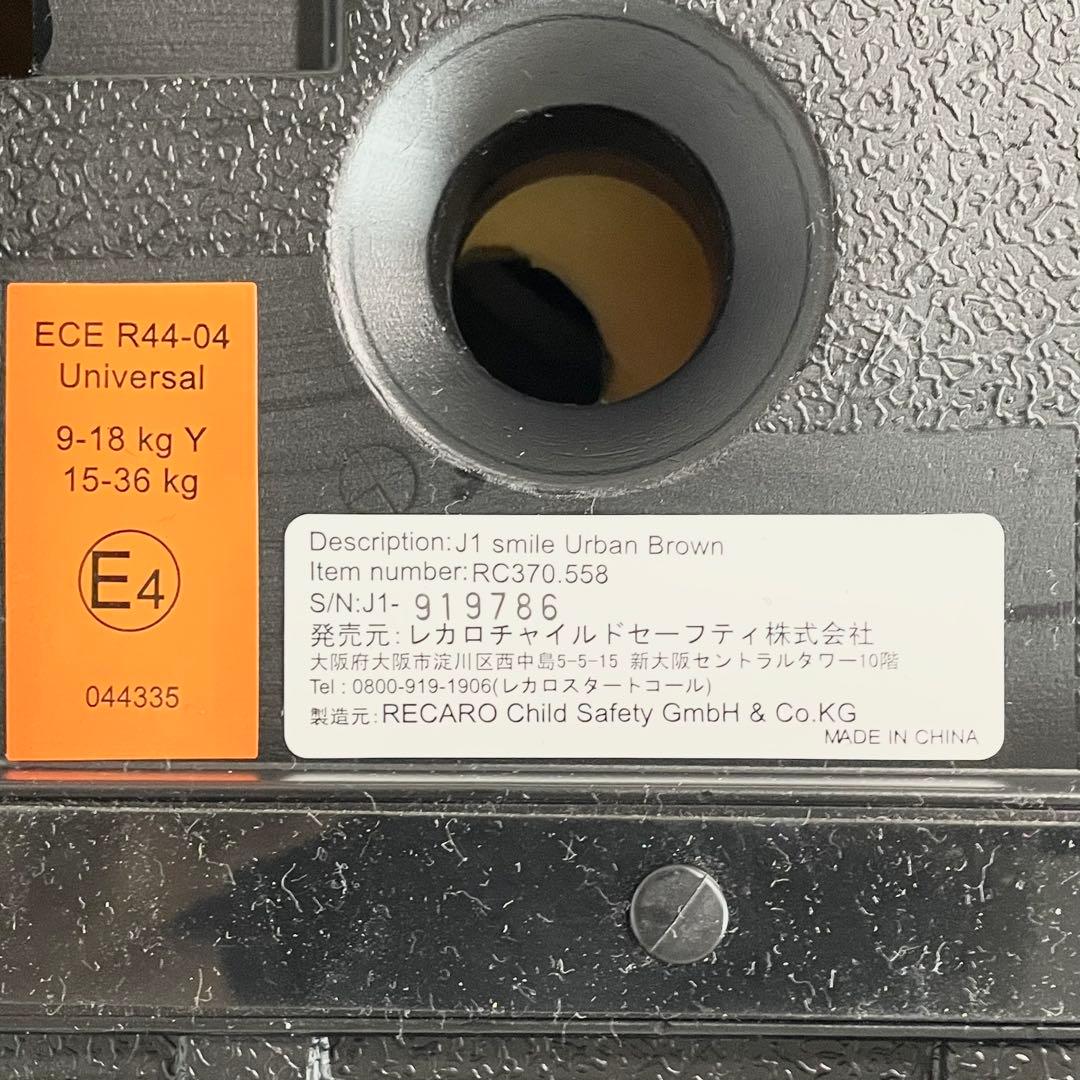 ECE R44-04
Universal
9-18 kg Y
15-36 kg
E4
044335
Description:J1 smile Urban Brown
Item number:RC370.558
S/N:J1- 919786
発売元:レカロチャイルドセーフティ株式会社
大阪府大阪市淀川区西中島5-5-15 新大阪セントラルタワー10階
Tel : 0800-919-1906(レカロスタートコール)
製造元:RECARO Child Safety GmbH & Co.KG
MADE IN CHINA